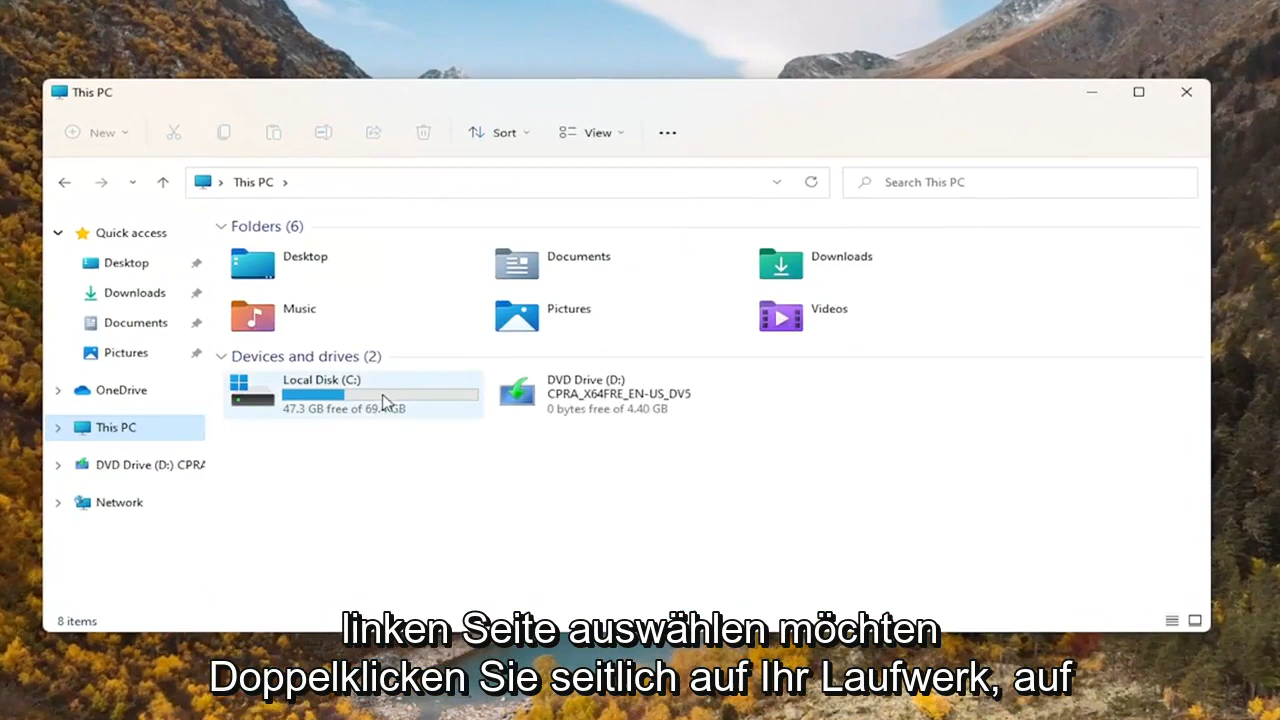 This PC
New
Sort
View
This PC
Search This PC
Quick access
Desktop
Downloads
Documents
Pictures
OneDrive
This PC
DVD Drive (D:) CPRA
Network
Folders (6)
Desktop
Documents
Downloads
Music
Pictures
Videos
Devices and drives (2)
Local Disk (C:)
47.3 GB free of
DVD Drive (D:)
CPRA_X64FRE_EN-US_DV5
0 bytes free of 4.40 GB
8 items
linken Seite auswählen möchten
Doppelklicken Sie seitlich auf Ihr Laufwerk, auf